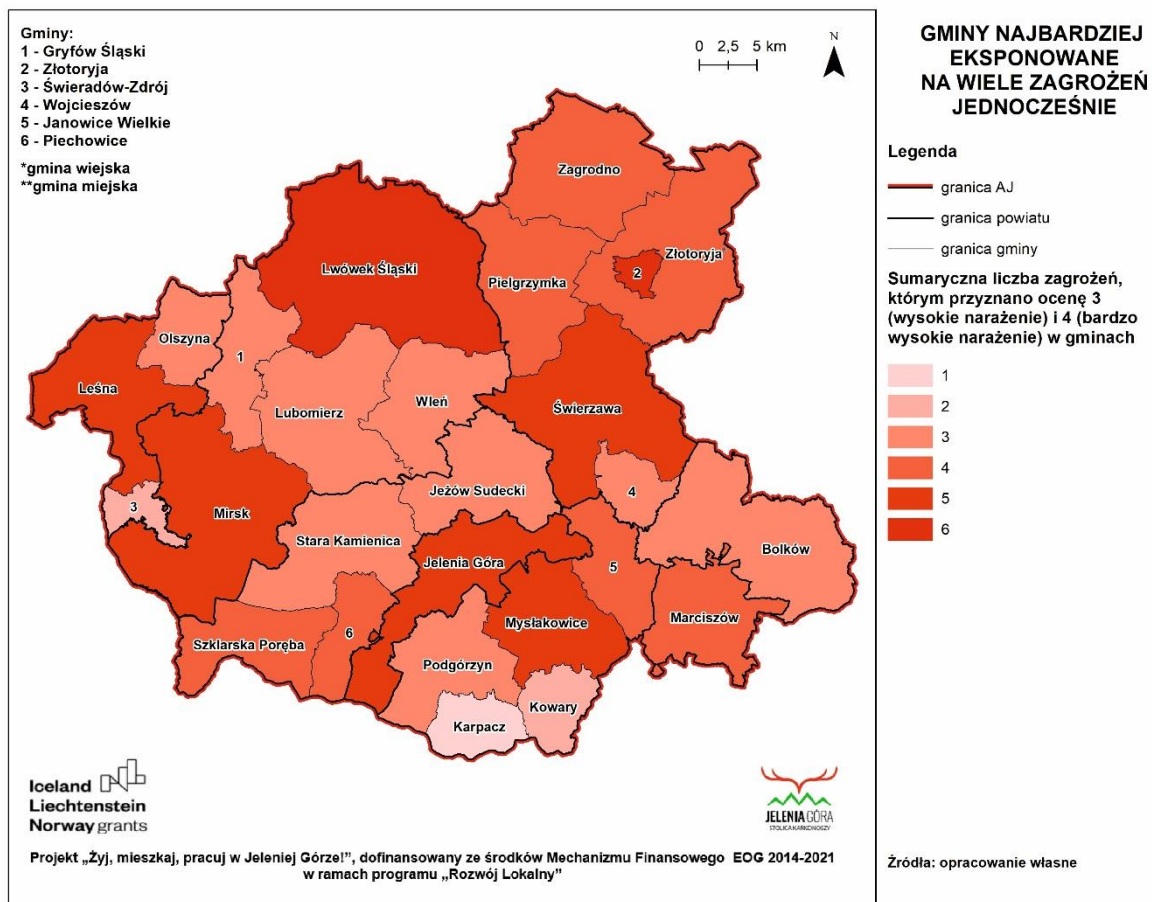 Gminy:
1 - Gryfów Śląski
2 - Złotoryja
3 - Świeradów-Zdrój
4 - Wojcieszów
5 - Janowice Wielkie
6 - Piechowice
*gmina wiejska
**gmina miejska
0 2,5 5 km
N
GMINY NAJBARDZIEJ
EKSPONOWANE
NA WIELE ZAGROŻEŃ
JEDNOCZEŚNIE
Legenda
granica AJ
granica powiatu
granica gminy
Sumaryczna liczba zagrożeń,
którym przyznano ocenę 3
(wysokie narażenie) i 4 (bardzo
wysokie narażenie) w gminach
1
2
3
4
5
6
Zagrodno
Złotoryja
2
Lwówek Śląski
Pielgrzymka
Olszyna
1
Leśna
Lubomierz
Wleń
Świerzawa
3
Mirsk
Jeżów Sudecki
4
Stara Kamienica
Jelenia Góra
5
Bolków
Mysłakowice
Marciszów
Szklarska Poręba
6
Podgórzyn
Kowary
Karpacz
Iceland
Liechtenstein
Norway grants
JELENIA GÓRA
STOLICA KARKONOSZY
Projekt „Żyj, mieszkaj, pracuj w Jeleniej Górze!”, dofinansowany ze środków Mechanizmu Finansowego EOG 2014-2021
w ramach programu „Rozwój Lokalny”
Źródła: opracowanie własne